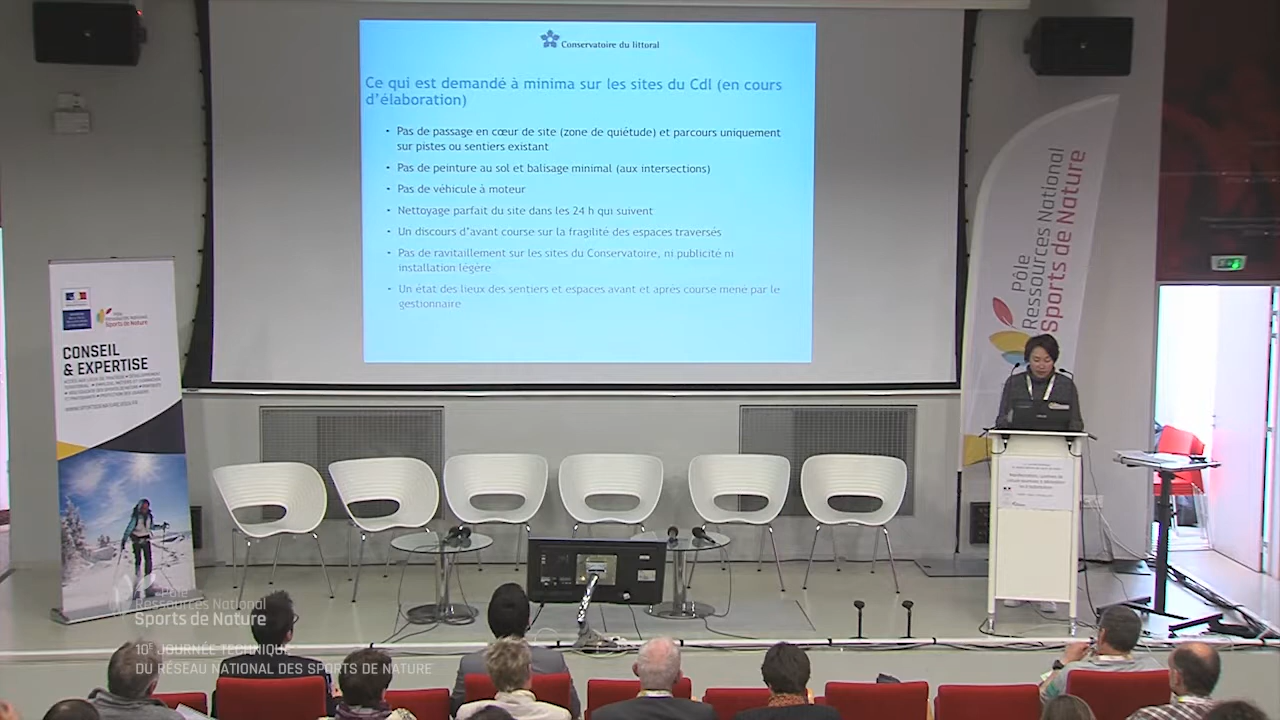 Conservatoire du littoral
Ce qui est demandé à minima sur les sites du Cdl (en cours
d'élaboration)
• Pas de passage en cœur de site (zone de quiétude) et parcours uniquement
sur pistes ou sentiers existant
• Pas de peinture au sol et balisage minimal (aux intersections)
• Pas de véhicule à moteur
• Nettoyage parfait du site dans les 24 h qui suivent
• Un discours d'avant course sur la fragilité des espaces traversés
• Pas de ravitaillement sur les sites du Conservatoire, ni publicité ni
installation légère
• Un état des lieux des sentiers et espaces avant et après course mené par le
gestionnaire
Pôle
Ressources National
Sports de Nature
Pôle
Ressources National
Sports de Nature
CONSEIL
& EXPERTISE
Pôle
Ressources National
Sports de Nature
10E JOURNÉE TECHNIQUE
DU RÉSEAU NATIONAL DES SPORTS DE NATURE